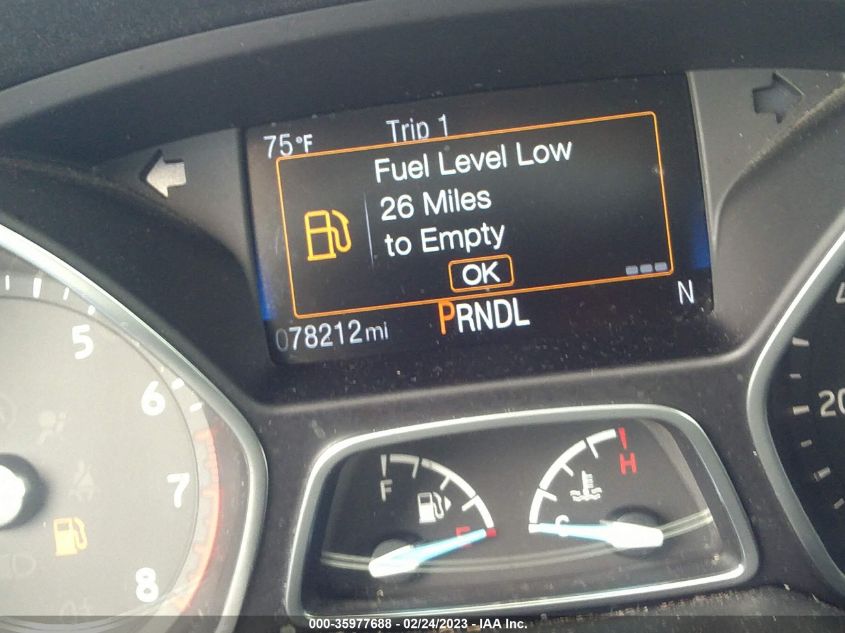 75°F Trip 1
Fuel Level Low
26 Miles
to Empty
OK
078212mi PRNDL N
5
6
7
8
F
E
H
C
20
000-35977688 - 02/24/2023 - IAA Inc.